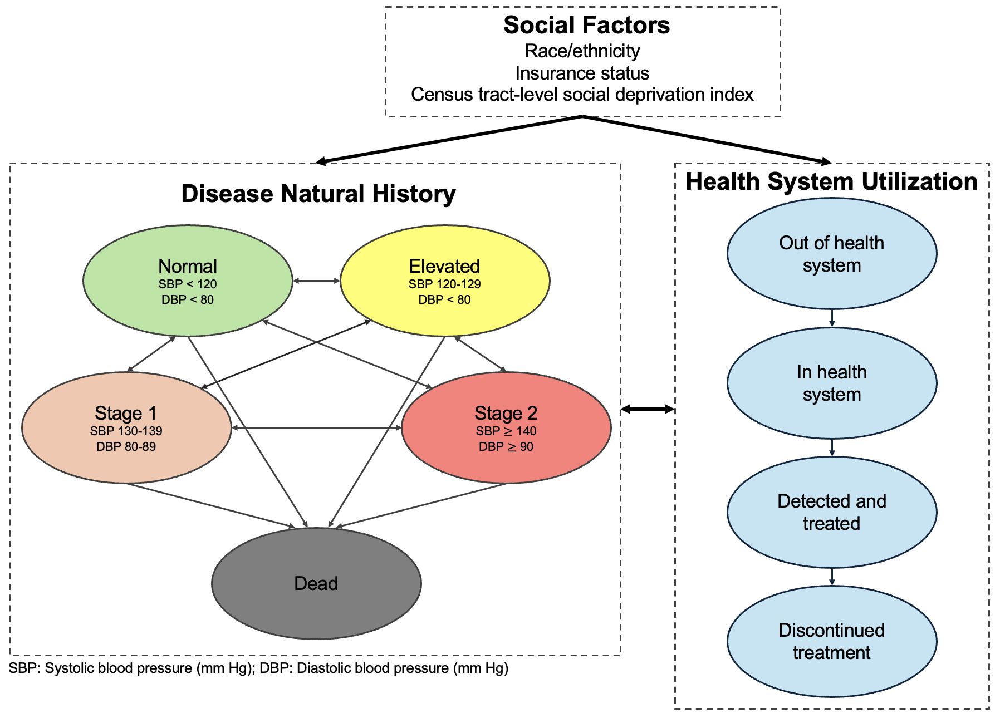 Social Factors
Race/ethnicity
Insurance status
Census tract-level social deprivation index
Disease Natural History
Normal
SBP < 120
DBP < 80
Elevated
SBP 120-129
DBP < 80
Stage 1
SBP 130-139
DBP 80-89
Stage 2
SBP ≥ 140
DBP ≥ 90
Dead
SBP: Systolic blood pressure (mm Hg); DBP: Diastolic blood pressure (mm Hg)
Health System Utilization
Out of health
system
In health
system
Detected and
treated
Discontinued
treatment